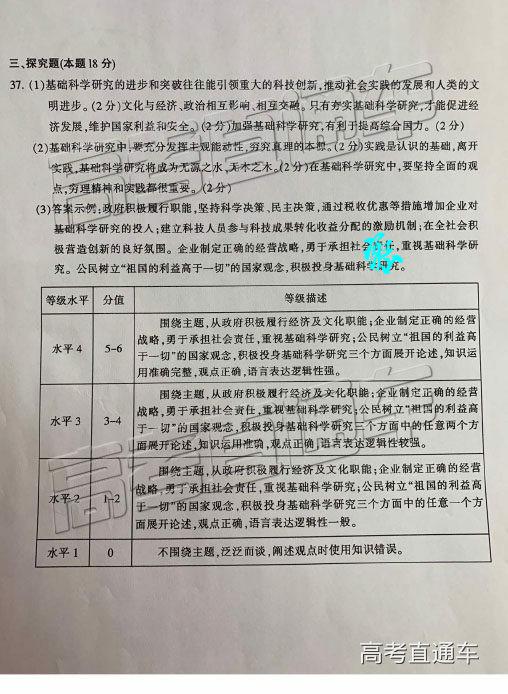 三、探究题(本题18分)
37.(1)基础科学研究的进步和突破往往能引领重大的科技创新,推动社会实践的发展和人类的文
明进步。(2分)文化与经济、政治相互影响、相互交融。只有夯实基础科学研究,才能促进经
济发展,维护国家利益和安全。(2分)加强基础科学研究,有利于提高综合国力。(2分)
(2)基础科学研究中,要充分发挥主观能动性,穷究真理的本源。(2分)实践是认识的基础,离开
实践,基础科学研究将成为无源之水,无本之木。(2分)在基础科学研究中,要坚持全面的观
点,穷理精神和实践都很重要。(2分)
(3)答案示例:政府积极履行职能,坚持科学决策、民主决策,通过税收优惠等措施增加企业对
基础科学研究的投入;建立科技人员参与科技成果转化收益分配的激励机制;在全社会积
极营造创新的良好氛围。企业制定正确的经营战略,勇于承担社会责任,重视基础科学研
究。公民树立“祖国的利益高于一切”的国家观念,积极投身基础科学研究。
等级水平 分值 等级描述
水平4 5-6 围绕主题,从政府积极履行经济及文化职能;企业制定正确的经营
战略,勇于承担社会责任,重视基础科学研究;公民树立“祖国的利益高
于一切”的国家观念,积极投身基础科学研究三个方面展开论述,知识运
用准确完整,观点正确,语言表达逻辑性强。
水平3 3-4 围绕主题,从政府积极履行经济及文化职能;企业制定正确的经营
战略,勇于承担社会责任,重视基础科学研究;公民树立“祖国的利益高
于一切”的国家观念,积极投身基础科学研究三个方面中的任意两个方
面展开论述,知识运用准确,观点正确,语言表达逻辑性较强。
水平2 1-2 围绕主题,从政府积极履行经济及文化职能;企业制定正确的经营
战略,勇于承担社会责任,重视基础科学研究;公民树立“祖国的利益高
于一切”的国家观念,积极投身基础科学研究三个方面中的任意一个方
面展开论述,观点正确,语言表达逻辑性一般。
水平1 0 不围绕主题,泛泛而谈,阐述观点时使用知识错误。
高考直通车
高考直通车
高考直通车